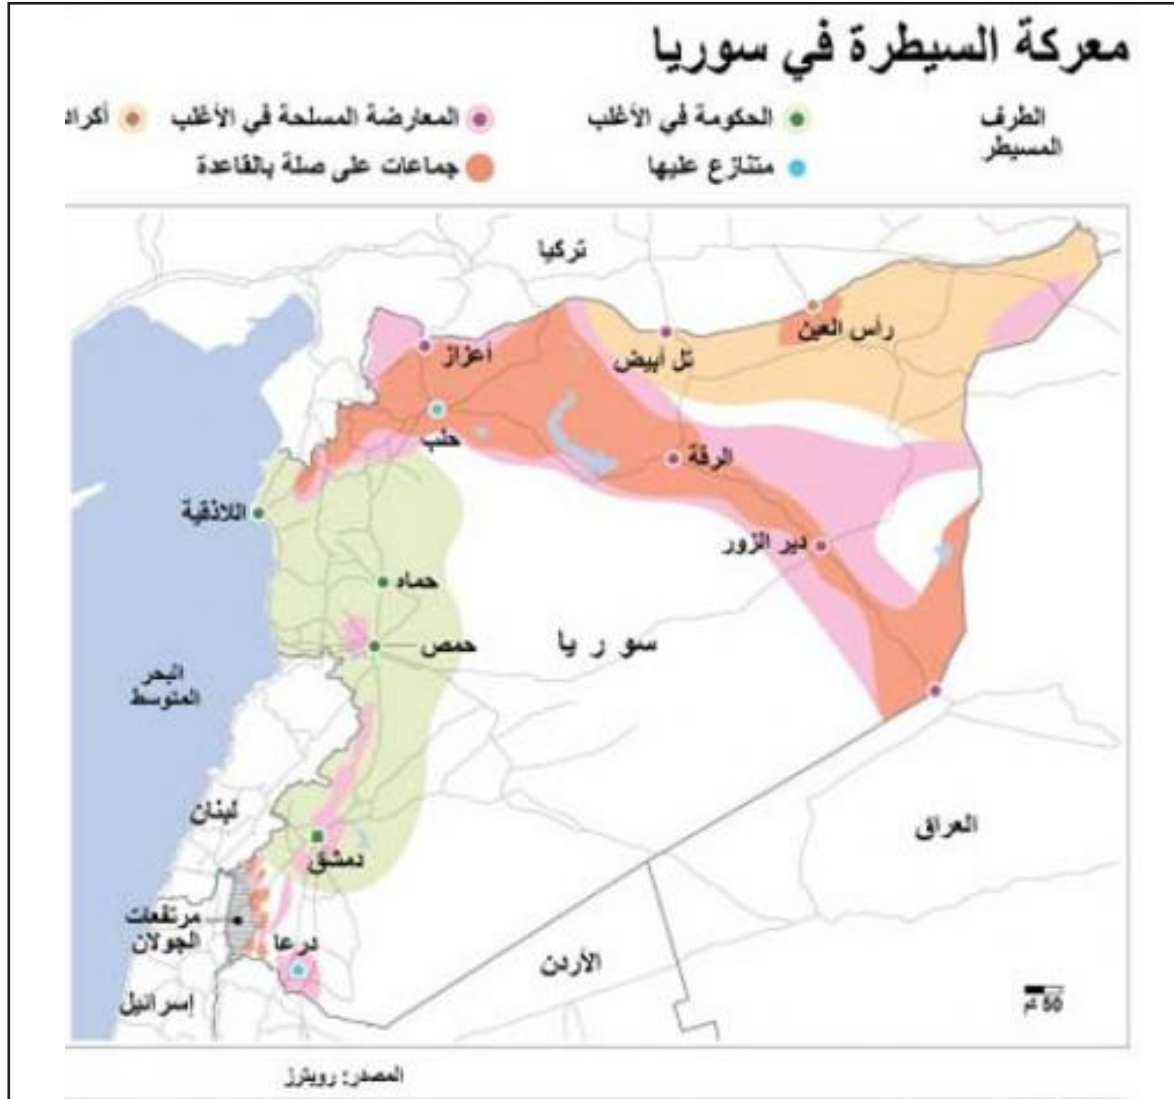 معركة السيطرة في سوريا
الطرف
المسيطر
الحكومة في الأغلب
المعارضة المسلحة في الأغلب
متنازع عليها
جماعات على صلة بالقاعدة
تركيا
رأس العين
تل أبيض
أعزاز
حلب
الرقة
اللاذقية
دير الزور
حماه
حمص
سوريا
البحر
المتوسط
لبنان
دمشق
العراق
مرتفعات
الجولان
درعا
الأردن
إسرائيل
50 كم
المصدر: رويترز